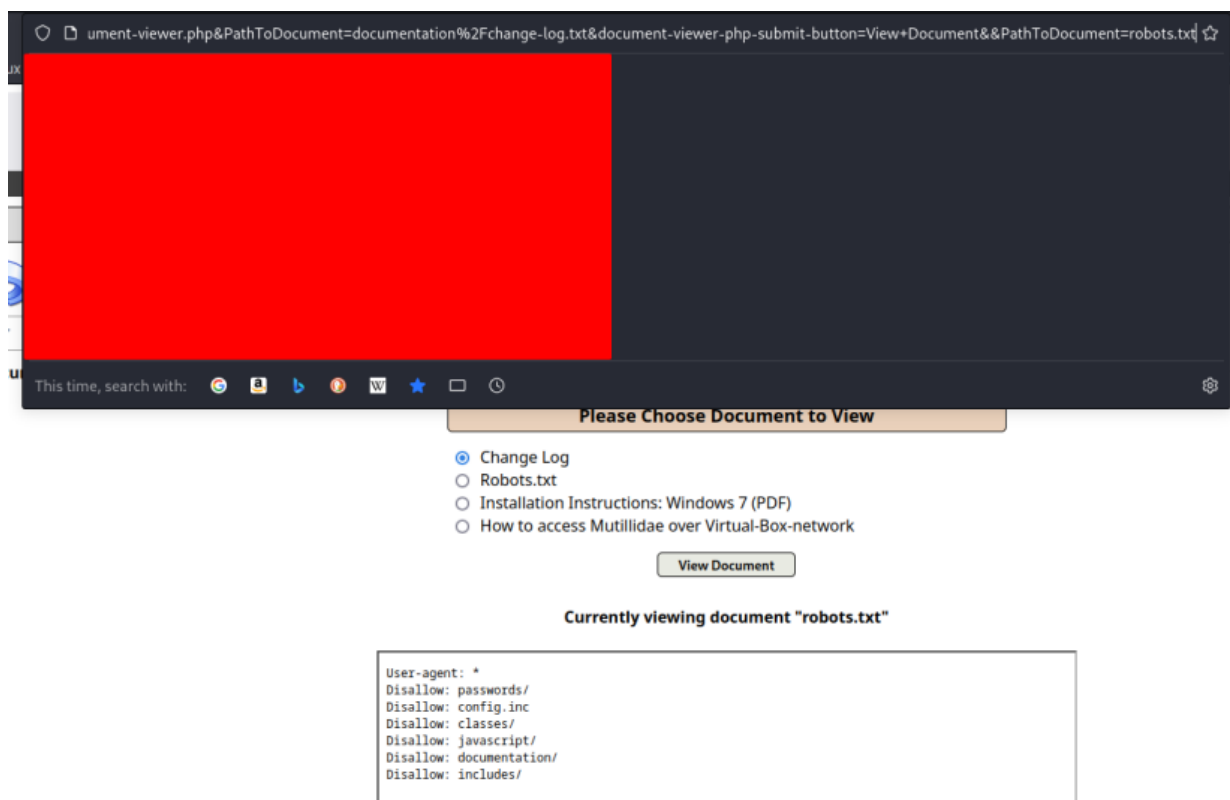 ument-viewer.php&PathToDocument=documentation%2Fchange-log.txt&document-viewer-php-submit-button=View+Document&&PathToDocument=robots.txt
ux
This time, search with:
Please Choose Document to View
Change Log
Robots.txt
Installation Instructions: Windows 7 (PDF)
How to access Mutillidae over Virtual-Box-network
View Document
Currently viewing document "robots.txt"
User-agent: *
Disallow: passwords/
Disallow: config.inc
Disallow: classes/
Disallow: javascript/
Disallow: documentation/
Disallow: includes/